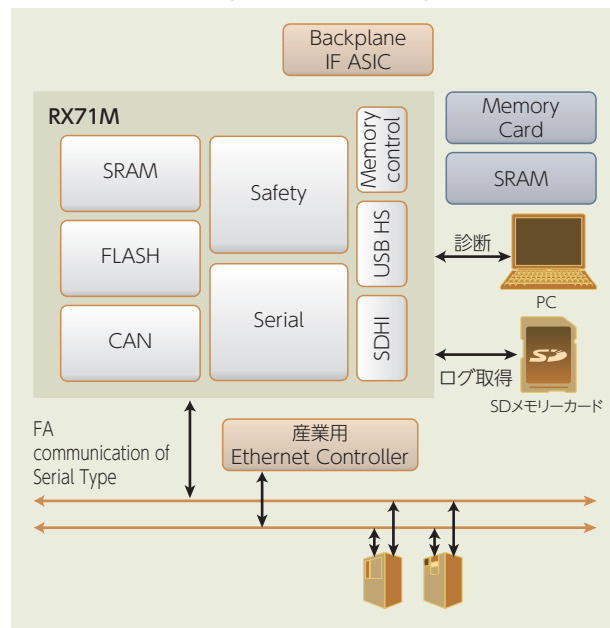 Backplane
IF ASIC
RX71M
SRAM
FLASH
CAN
Safety
Serial
Memory
control
USB HS
SDHI
Memory
Card
SRAM
診断
PC
SD
ログ取得
SDメモリーカード
FA
communication of
Serial Type
産業用
Ethernet Controller